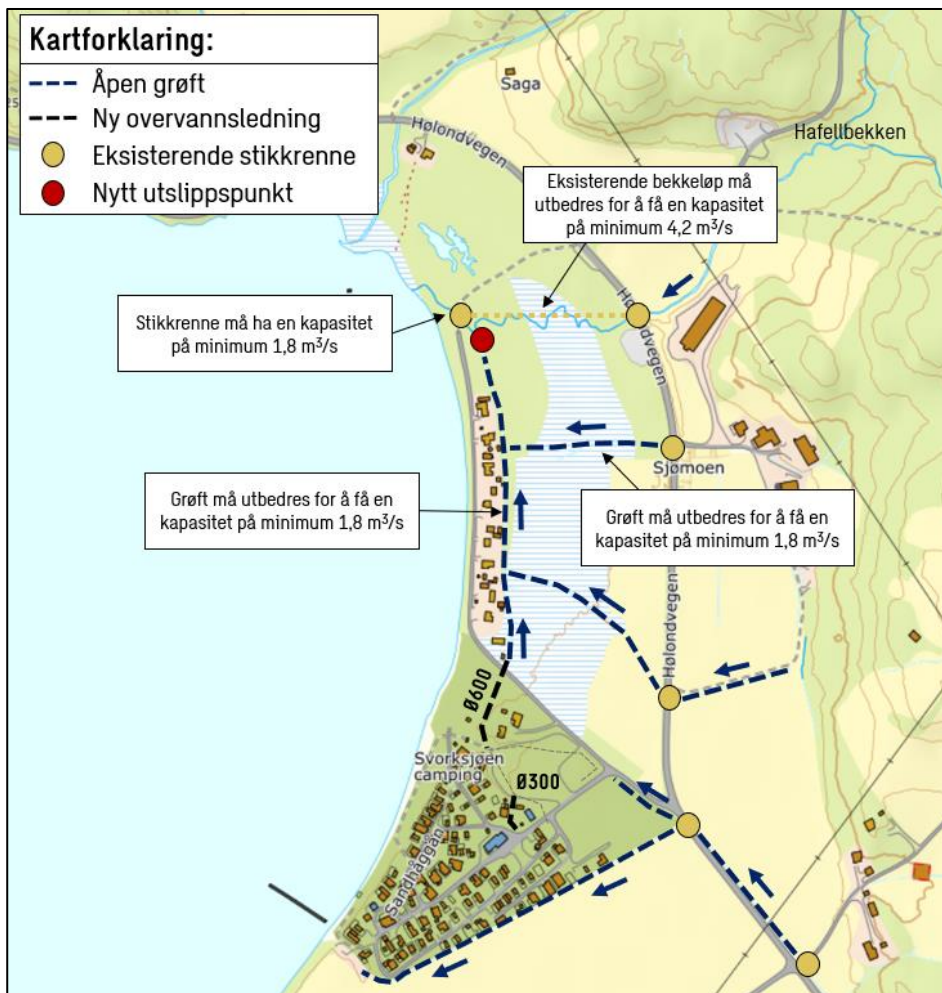 Kartforklaring:
Åpen grøft
Ny overvannsledning
Eksisterende stikkrenne
Nytt utslippspunkt
Saga
Hølondvegen
Hafellbekken
Eksisterende bekkeløp må
utbedres for å få en kapasitet
på minimum 4,2 m³/s
Stikkrenne må ha en kapasitet
på minimum 1,8 m³/s
Sjømoen
Grøft må utbedres for å få en
kapasitet på minimum 1,8 m³/s
Grøft må utbedres for å få en
kapasitet på minimum 1,8 m³/s
Hølondvegen
Ø600
Svorksjøen
camping
Ø300
Sandhåggån